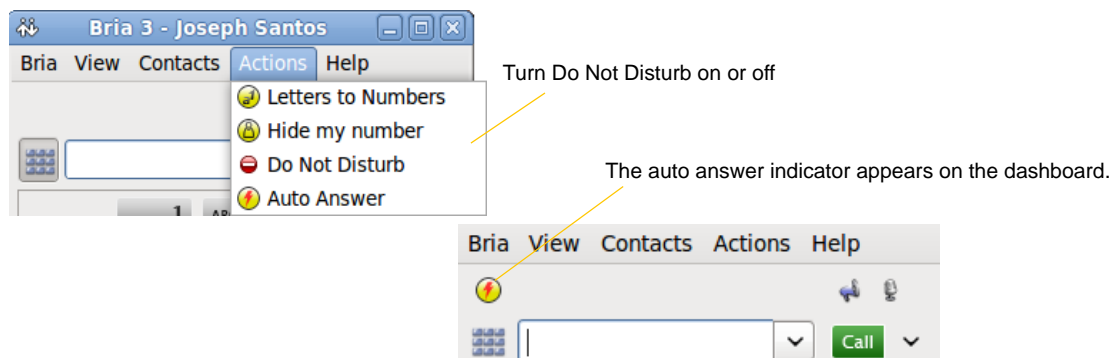 Bria 3 - Joseph Santos
Bria View Contacts Actions Help
Turn Do Not Disturb on or off
Letters to Numbers
Hide my number
Do Not Disturb
The auto answer indicator appears on the dashboard.
Auto Answer
1
Bria View Contacts Actions Help
Call